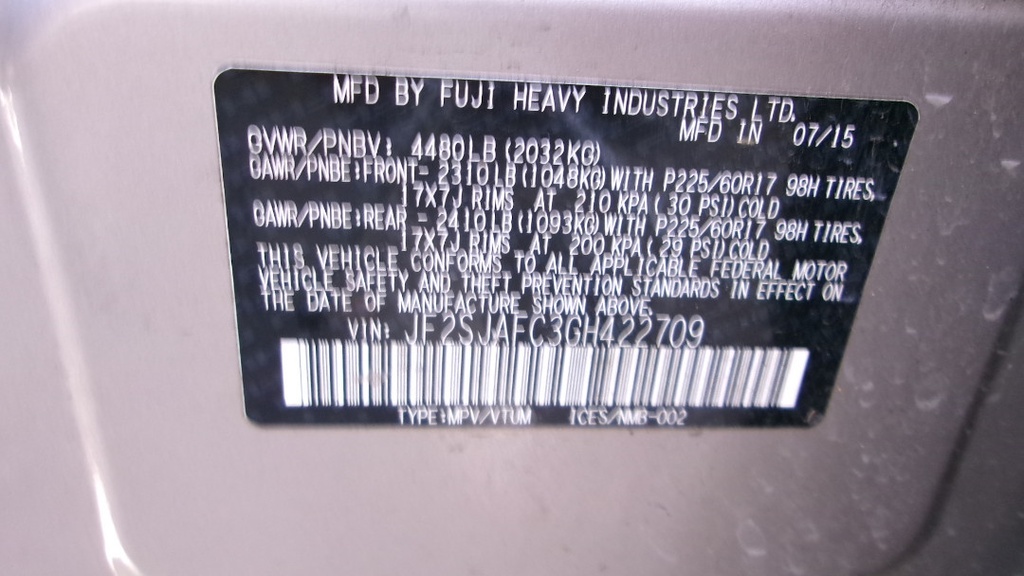 MFD BY FUJI HEAVY INDUSTRIES LTD.
MFD IN 07/15
GVWR/PNBV: 4480LB(2032KG)
GAWR/PNBE:FRONT- 2310LB(1048KG)WITH P225/60R17 98H TIRES,
17X7J RIMS AT 210 KPA(30 PSI)COLD
GAWR/PNBE:REAR - 2410LB(1093KG)WITH P225/60R17 98H TIRES,
17X7J RIMS AT 200 KPA(29 PSI)COLD
THIS VEHICLE CONFORMS TO ALL APPLICABLE FEDERAL MOTOR
VEHICLE SAFETY AND THEFT PREVENTION STANDARDS IN EFFECT ON
THE DATE OF MANUFACTURE SHOWN ABOVE.
VIN: JF2SJAFC3GH422709
TYPE:MPV/VTUM ICES/NMB-002